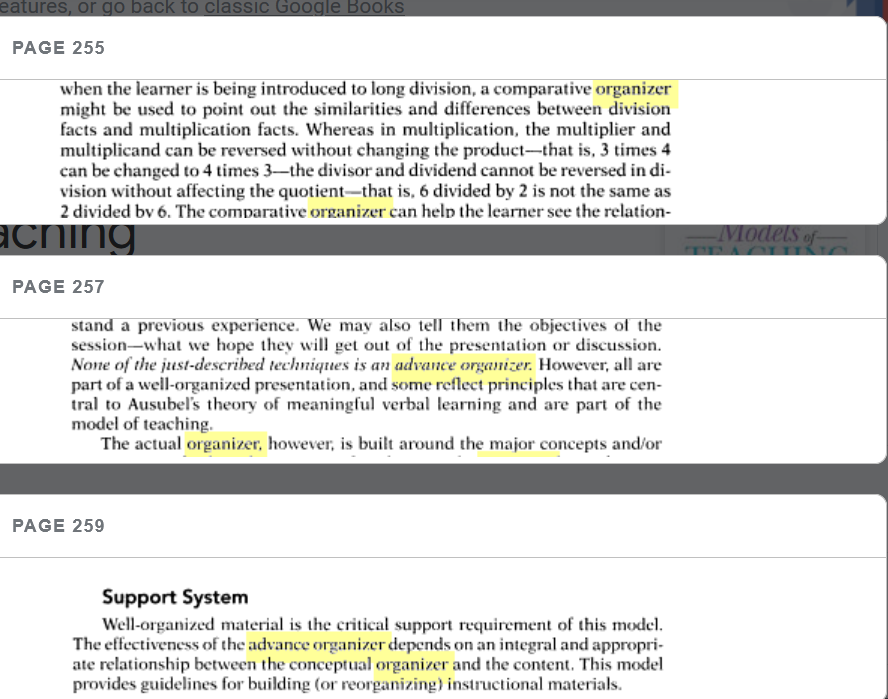 eatures, or go back to classic Google Books
PAGE 255
when the learner is being introduced to long division, a comparative organizer
might be used to point out the similarities and differences between division
facts and multiplication facts. Whereas in multiplication, the multiplier and
multiplicand can be reversed without changing the product—that is, 3 times 4
can be changed to 4 times 3—the divisor and dividend cannot be reversed in di-
vision without affecting the quotient—that is, 6 divided by 2 is not the same as
2 divided by 6. The comparative organizer can help the learner see the relation-
aching
Models of
TEACHING
PAGE 257
stand a previous experience. We may also tell them the objectives of the
session—what we hope they will get out of the presentation or discussion.
None of the just-described techniques is an advance organizer. However, all are
part of a well-organized presentation, and some reflect principles that are cen-
tral to Ausubel's theory of meaningful verbal learning and are part of the
model of teaching.
The actual organizer, however, is built around the major concepts and/or
PAGE 259
Support System
Well-organized material is the critical support requirement of this model.
The effectiveness of the advance organizer depends on an integral and appropri-
ate relationship between the conceptual organizer and the content. This model
provides guidelines for building (or reorganizing) instructional materials.